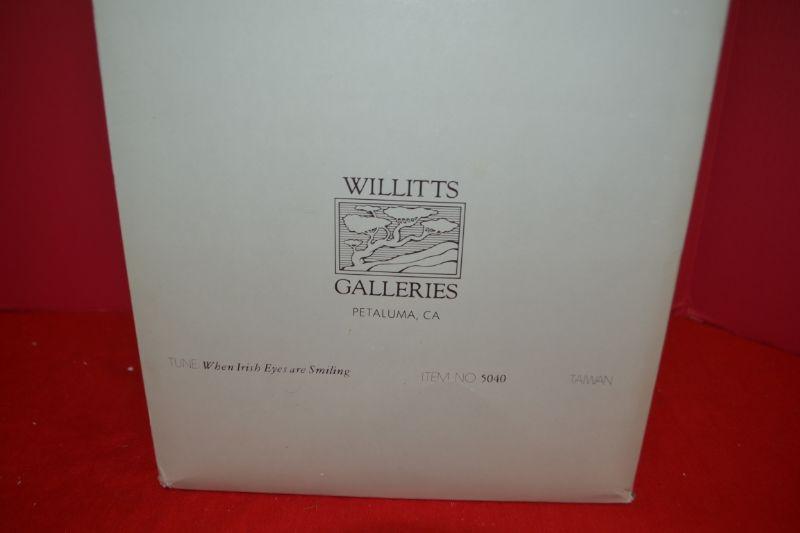 WILLITTS
GALLERIES
PETALUMA, CA
TUNE: When Irish Eyes are Smiling ITEM NO 5040 TAIWAN